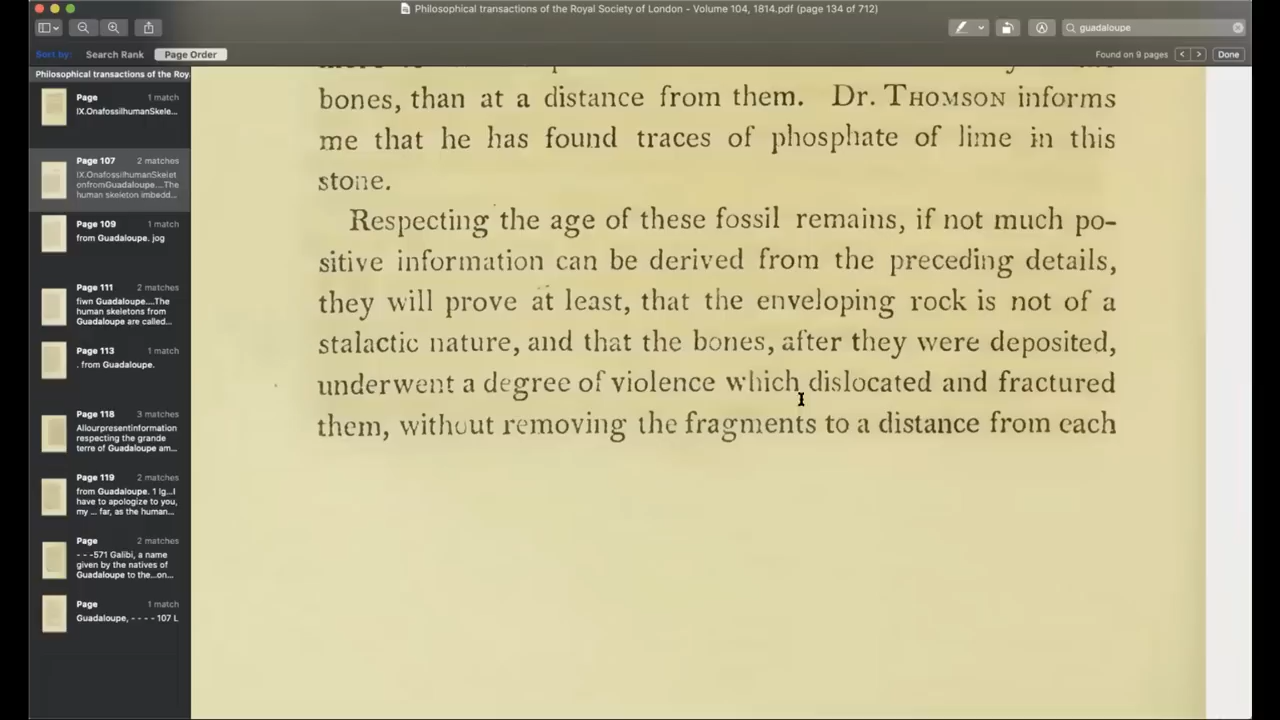 Philosophical transactions of the Royal Society of London - Volume 104, 1814.pdf (page 134 of 712)
guadaloupe
Sort by: Search Rank Page Order
Found on 9 pages Done
Philosophical transactions of the Roy
Page 1 match
IX.OnafossilhumanSkele...
Page 107 2 matches
IX.OnafossilhumanSkelet
onfromGuadaloupe....The
human skeleton imbedd...
Page 109 1 match
from Guadaloupe. jog
Page 111 2 matches
fiwn Guadaloupe....The
human skeletons from
Guadaloupe are called...
Page 113 1 match
. from Guadaloupe.
Page 118 3 matches
Allourpresentinformation
respecting the grande
terre of Guadaloupe am...
Page 119 2 matches
from Guadaloupe. 1 Ig...I
have to apologize to you,
my ... far, as the human...
Page 2 matches
- - -571 Galibi, a name
given by the natives of
Guadaloupe to the...on...
Page 1 match
Guadaloupe, - - - - 107 L
bones, than at a distance from them. Dr. THOMSON informs
me that he has found traces of phosphate of lime in this
stone.
Respecting the age of these fossil remains, if not much po-
sitive information can be derived from the preceding details,
they will prove at least, that the enveloping rock is not of a
stalactic nature, and that the bones, after they were deposited,
underwent a degree of violence which dislocated and fractured
them, without removing the fragments to a distance from each